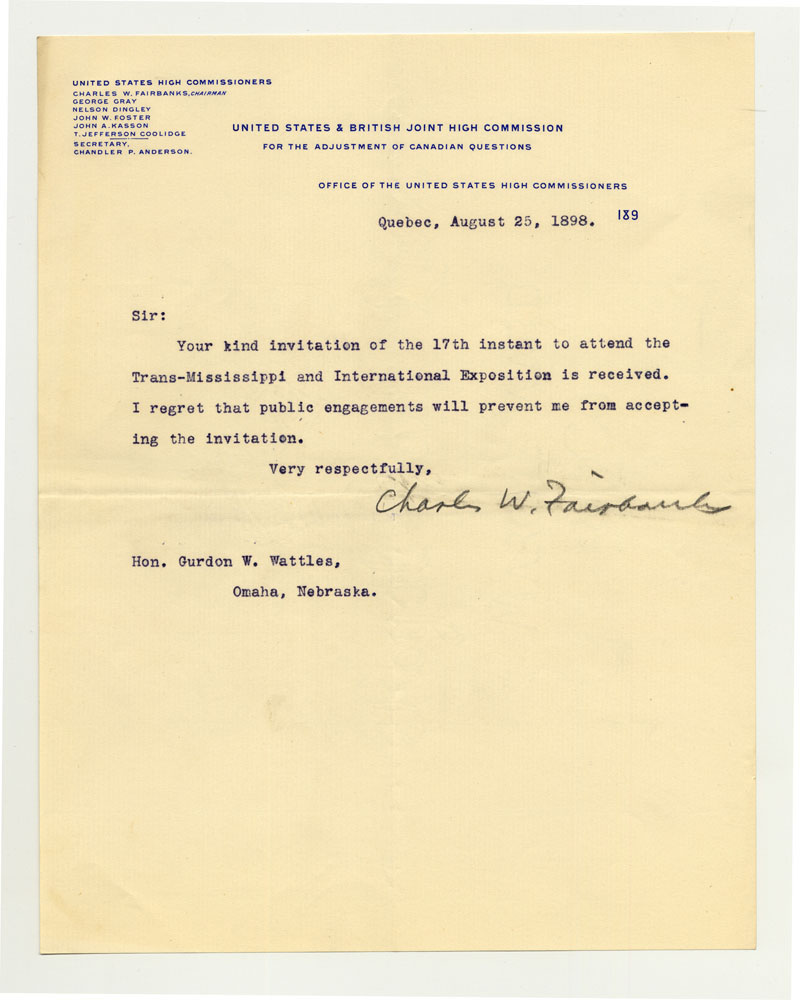 UNITED STATES HIGH COMMISSIONERS
CHARLES W. FAIRBANKS, CHAIRMAN
GEORGE GRAY
NELSON DINGLEY
JOHN W. FOSTER
JOHN A. KASSON
T. JEFFERSON COOLIDGE
SECRETARY,
CHANDLER P. ANDERSON.
UNITED STATES & BRITISH JOINT HIGH COMMISSION
FOR THE ADJUSTMENT OF CANADIAN QUESTIONS
OFFICE OF THE UNITED STATES HIGH COMMISSIONERS
Quebec, August 25, 1898. 189
Sir:
Your kind invitation of the 17th instant to attend the
Trans-Mississippi and International Exposition is received.
I regret that public engagements will prevent me from accept-
ing the invitation.
Very respectfully,
Charles W. Fairbanks
Hon. Gurdon W. Wattles,
Omaha, Nebraska.